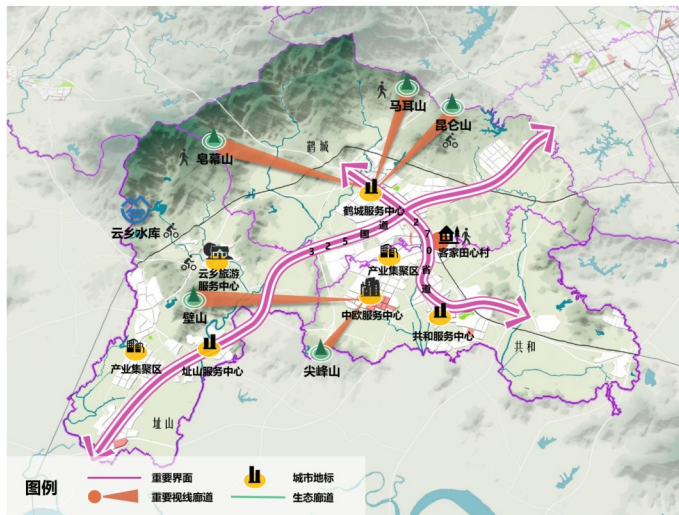 马耳山
昆仑山
鹤城
皂幕山
鹤城服务中心
云乡水库
325国道
270省道
客家田心村
云乡旅游
服务中心
产业集聚区
壁山
中欧服务中心
共和服务中心
共和
产业集聚区
址山服务中心
尖峰山
址山
图例
重要界面
城市地标
重要视线廊道
生态廊道